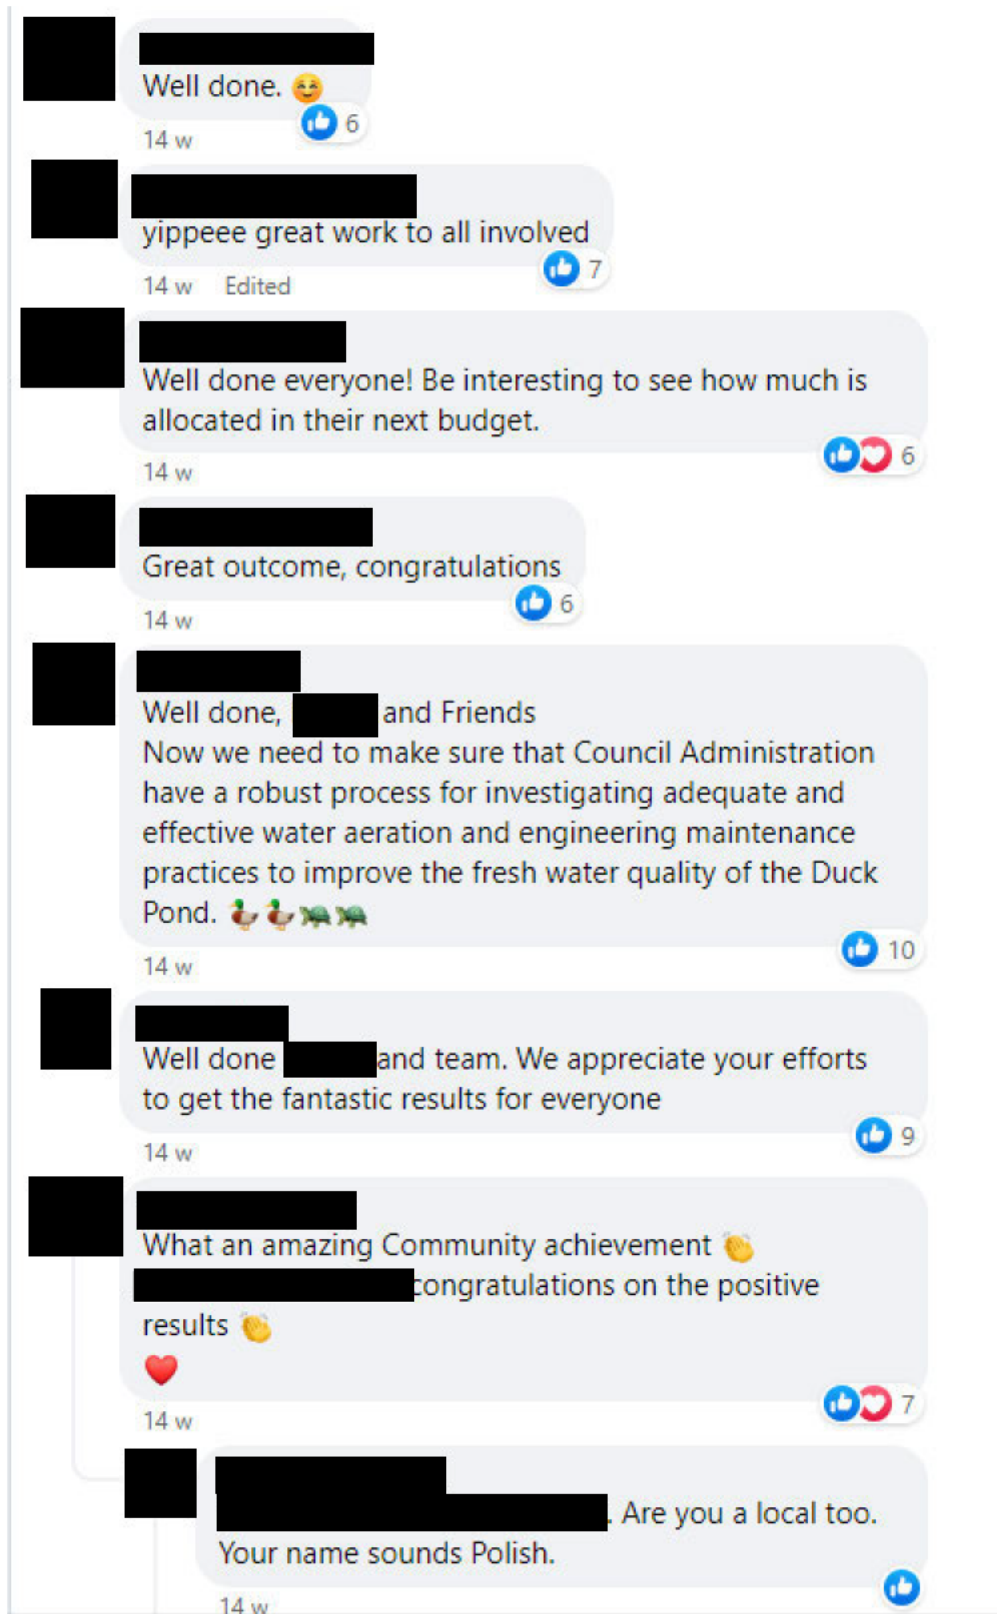 Well done. 😊
6
14 w
yippeee great work to all involved
7
14 w Edited
Well done everyone! Be interesting to see how much is
allocated in their next budget.
6
14 w
Great outcome, congratulations
6
14 w
Well done, and Friends
Now we need to make sure that Council Administration
have a robust process for investigating adequate and
effective water aeration and engineering maintenance
practices to improve the fresh water quality of the Duck
Pond. 🦆🦆🐢🐢
10
14 w
Well done and team. We appreciate your efforts
to get the fantastic results for everyone
9
14 w
What an amazing Community achievement 👏
congratulations on the positive
results 👏
❤️
7
14 w
. Are you a local too.
Your name sounds Polish.
14 w